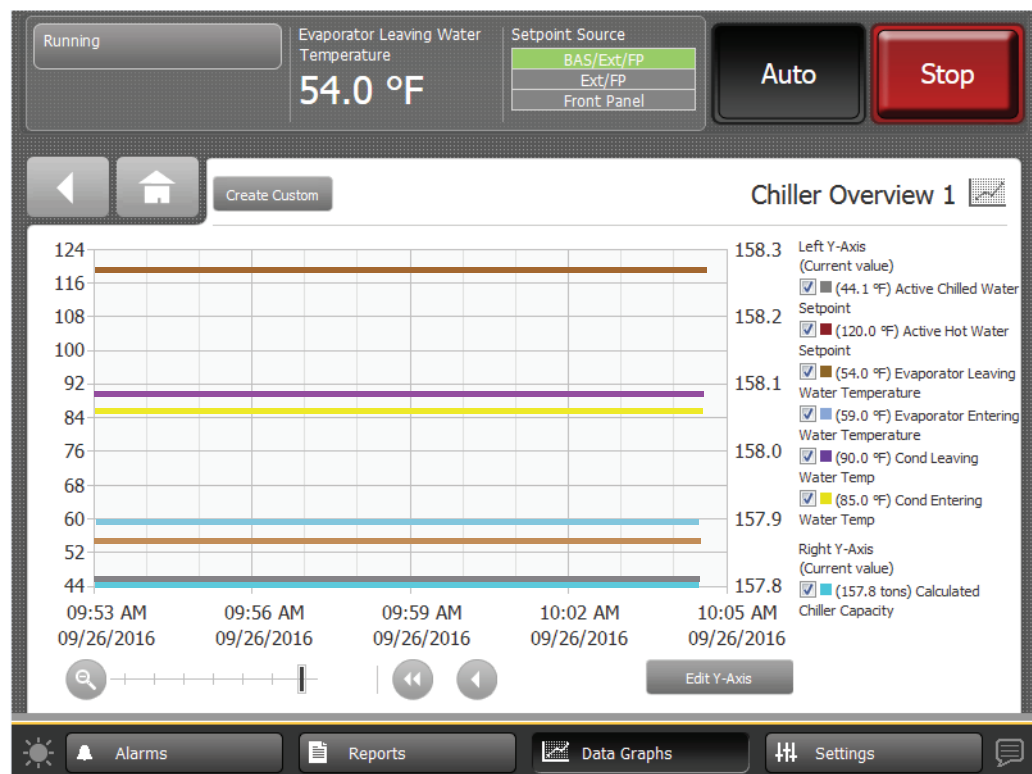 Running
Evaporator Leaving Water
Temperature
54.0 °F
Setpoint Source
BAS/Ext/FP
Ext/FP
Front Panel
Auto
Stop
Create Custom
Chiller Overview 1
124
116
108
100
92
84
76
68
60
52
44
158.3
158.2
158.1
158.0
157.9
157.8
09:53 AM
09/26/2016
09:56 AM
09/26/2016
09:59 AM
09/26/2016
10:02 AM
09/26/2016
10:05 AM
09/26/2016
Left Y-Axis
(Current value)
(44.1 °F) Active Chilled Water
Setpoint
(120.0 °F) Active Hot Water
Setpoint
(54.0 °F) Evaporator Leaving
Water Temperature
(59.0 °F) Evaporator Entering
Water Temperature
(90.0 °F) Cond Leaving
Water Temp
(85.0 °F) Cond Entering
Water Temp
Right Y-Axis
(Current value)
(157.8 tons) Calculated
Chiller Capacity
Edit Y-Axis
Alarms
Reports
Data Graphs
Settings